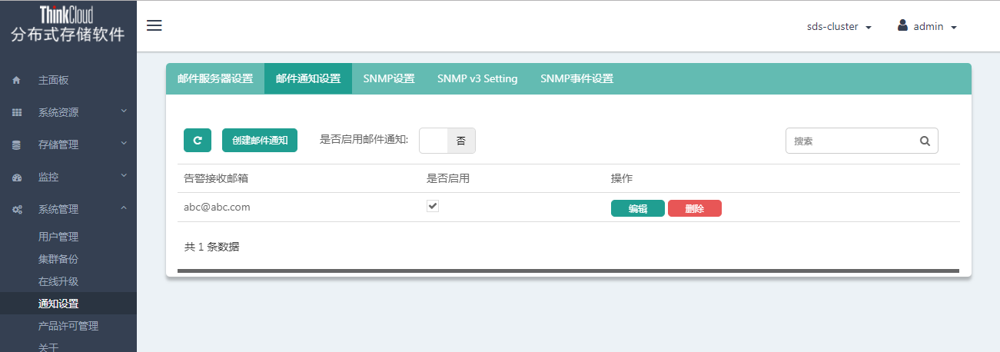 ThinkCloud
分布式存储软件
sds-cluster
admin
主面板
系统资源
存储管理
监控
系统管理
用户管理
集群备份
在线升级
通知设置
产品许可管理
关于
邮件服务器设置 邮件通知设置 SNMP设置 SNMP v3 Setting SNMP事件设置
创建邮件通知 是否启用邮件通知: 否 搜索
告警接收邮箱 是否启用 操作
abc@abc.com 编辑 删除
共 1 条数据